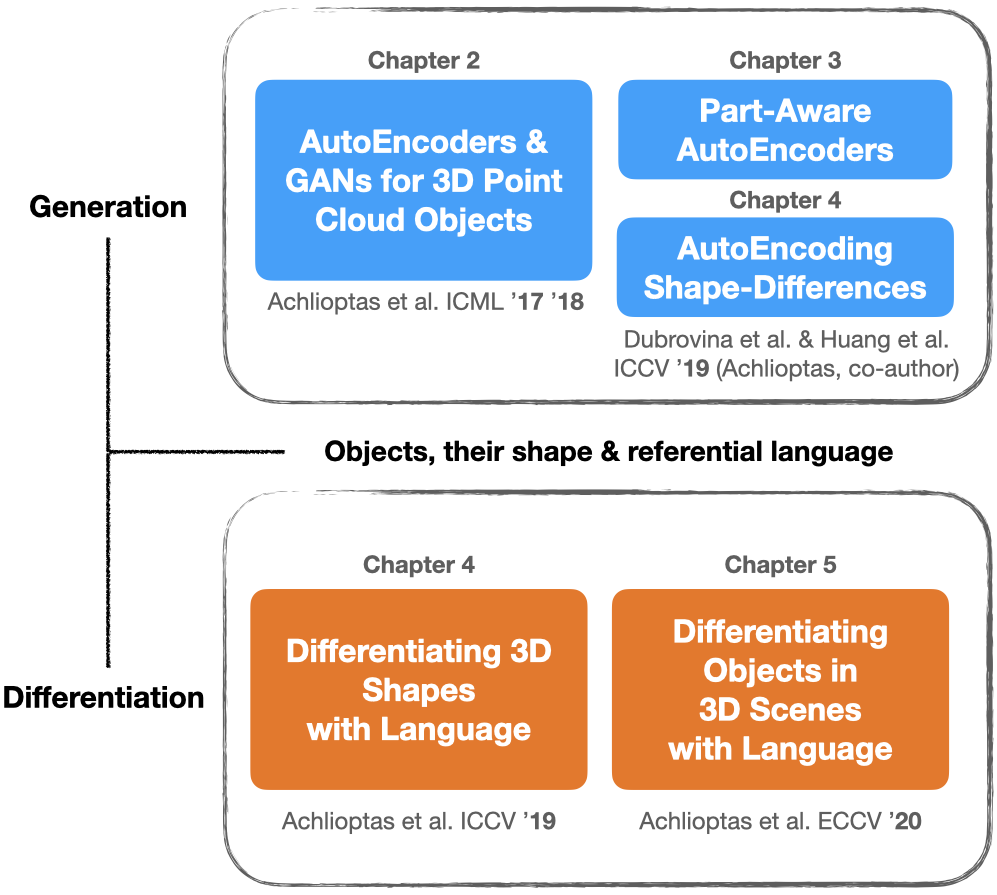 Chapter 2
AutoEncoders &
GANs for 3D Point
Cloud Objects
Achlioptas et al. ICML ’17 ’18
Chapter 3
Part-Aware
AutoEncoders
Chapter 4
AutoEncoding
Shape-Differences
Dubrovina et al. & Huang et al.
ICCV ’19 (Achlioptas, co-author)
Generation
Objects, their shape & referential language
Differentiation
Chapter 4
Differentiating 3D
Shapes
with Language
Achlioptas et al. ICCV ’19
Chapter 5
Differentiating
Objects in
3D Scenes
with Language
Achlioptas et al. ECCV ’20